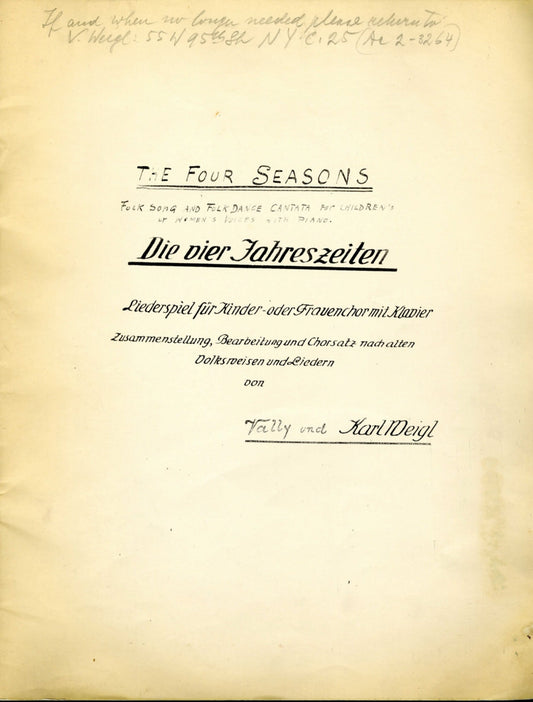 If and when no longer needed please return to
V. Weigl: 55 W 95th St N.Y.C. 25 (Ac 2-3264)
THE FOUR SEASONS
FOLK SONG AND FOLK DANCE CANTATA FOR CHILDREN'S
OR WOMEN'S VOICES WITH PIANO.
Die vier Jahreszeiten
Liederspiel für Kinder- oder Frauenchor mit Klavier
Zusammenstellung, Bearbeitung und Chorsatz nach alten
Volksweisen und Liedern
von
Vally und Karl Weigl